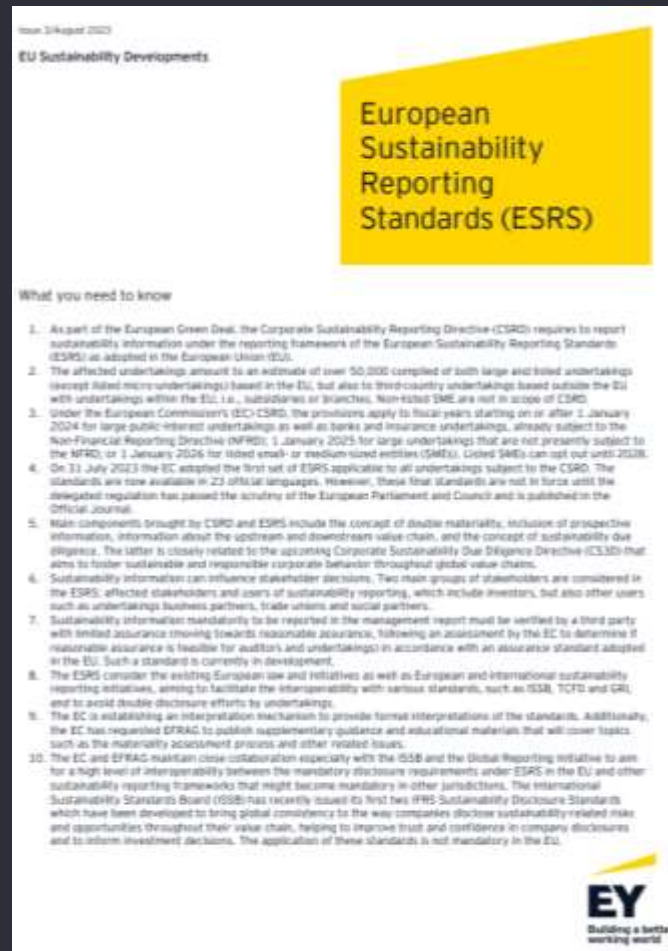 Issue 3/August 2023
EU Sustainability Developments
European
Sustainability
Reporting
Standards (ESRS)
What you need to know
1. As part of the European Green Deal, the Corporate Sustainability Reporting Directive (CSRD) requires to report
sustainability information under the reporting framework of the European Sustainability Reporting Standards
(ESRS) as adopted in the European Union (EU).
2. The affected undertakings amount to an estimate of over 50,000 compiled of both large and listed undertakings
(except listed micro-undertakings) based in the EU, but also to third-country undertakings based outside the EU
with undertakings within the EU, i.e., subsidiaries or branches. Non-listed SME are not in scope of CSRD.
3. Under the European Commission's (EC) CSRD, the provisions apply to fiscal years starting on or after 1 January
2024 for large public-interest undertakings as well as banks and insurance undertakings, already subject to the
Non-Financial Reporting Directive (NFRD); 1 January 2025 for large undertakings that are not presently subject to
the NFRD; or 1 January 2026 for listed small- or medium-sized entities (SMEs). Listed SMEs can opt out until 2028.
4. On 31 July 2023 the EC adopted the first set of ESRS applicable to all undertakings subject to the CSRD. The
standards are now available in 23 official languages. However, these final standards are not in force until the
delegated regulation has passed the scrutiny of the European Parliament and Council and is published in the
Official Journal.
5. Main components brought by CSRD and ESRS include the concept of double materiality, inclusion of prospective
information, information about the upstream and downstream value chain, and the concept of sustainability due
diligence. The latter is closely related to the upcoming Corporate Sustainability Due Diligence Directive (CS3D) that
aims to foster sustainable and responsible corporate behavior throughout global value chains.
6. Sustainability information can influence stakeholder decisions. Two main groups of stakeholders are considered in
the ESRS: affected stakeholders and users of sustainability reporting, which include investors, but also other users
such as undertakings business partners, trade unions and social partners.
7. Sustainability information mandatorily to be reported in the management report must be verified by a third party
with limited assurance (moving towards reasonable assurance, following an assessment by the EC to determine if
reasonable assurance is feasible for auditors and undertakings) in accordance with an assurance standard adopted
in the EU. Such a standard is currently in development.
8. The ESRS consider the existing European law and initiatives as well as European and international sustainability
reporting initiatives, aiming to facilitate the interoperability with various standards, such as ISSB, TCFD and GRI,
and to avoid double disclosure efforts by undertakings.
9. The EC is establishing an interpretation mechanism to provide formal interpretations of the standards. Additionally,
the EC has requested EFRAG to publish supplementary guidance and educational materials that will cover topics
such as the materiality assessment process and other related issues.
10. The EC and EFRAG maintain close collaboration especially with the ISSB and the Global Reporting Initiative to aim
for a high level of interoperability between the mandatory disclosure requirements under ESRS in the EU and other
sustainability reporting frameworks that might become mandatory in other jurisdictions. The International
Sustainability Standards Board (ISSB) has recently issued its first two IFRS Sustainability Disclosure Standards
which have been developed to bring global consistency to the way companies disclose sustainability-related risks
and opportunities throughout their value chain, helping to improve trust and confidence in company disclosures
and to inform investment decisions. The application of these standards is not mandatory in the EU.
EY
Building a better
working world